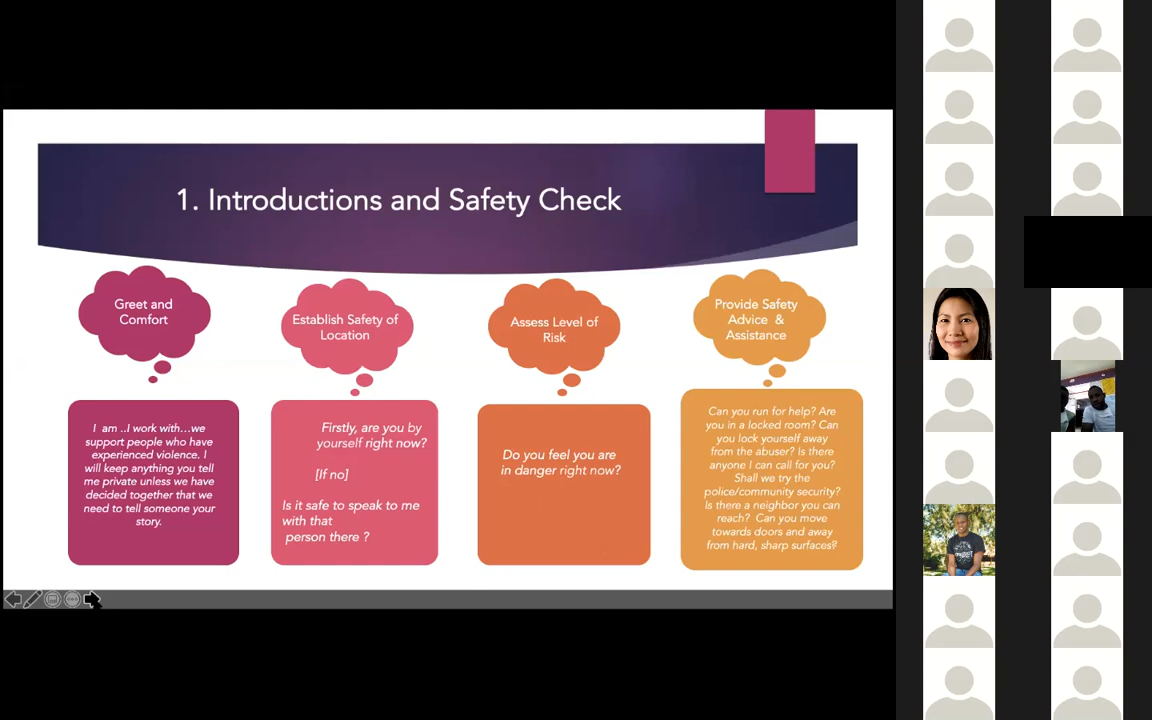 1. Introductions and Safety Check
Greet and
Comfort
Establish Safety of
Location
Assess Level of
Risk
Provide Safety
Advice &
Assistance
I am ..I work with...we
support people who have
experienced violence. I
will keep anything you tell
me private unless we have
decided together that we
need to tell someone your
story.
Firstly, are you by
yourself right now?
[If no]
Is it safe to speak to me
with that
person there ?
Do you feel you are
in danger right now?
Can you run for help? Are
you in a locked room? Can
you lock yourself away
from the abuser? Is there
anyone I can call for you?
Shall we try the
police/community security?
Is there a neighbor you can
reach? Can you move
towards doors and away
from hard, sharp surfaces?